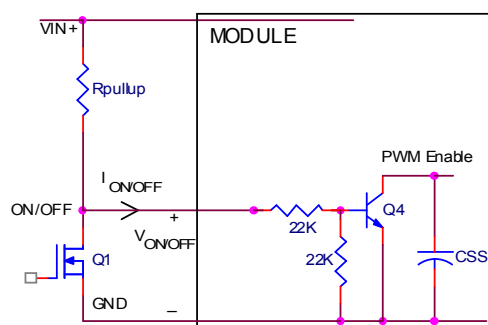 VIN+
MODULE
Rpullup
PWM Enable
I ON/OFF
ON/OFF
+
Q4
22K
V ON/OFF
CSS
Q1
22K
GND
–